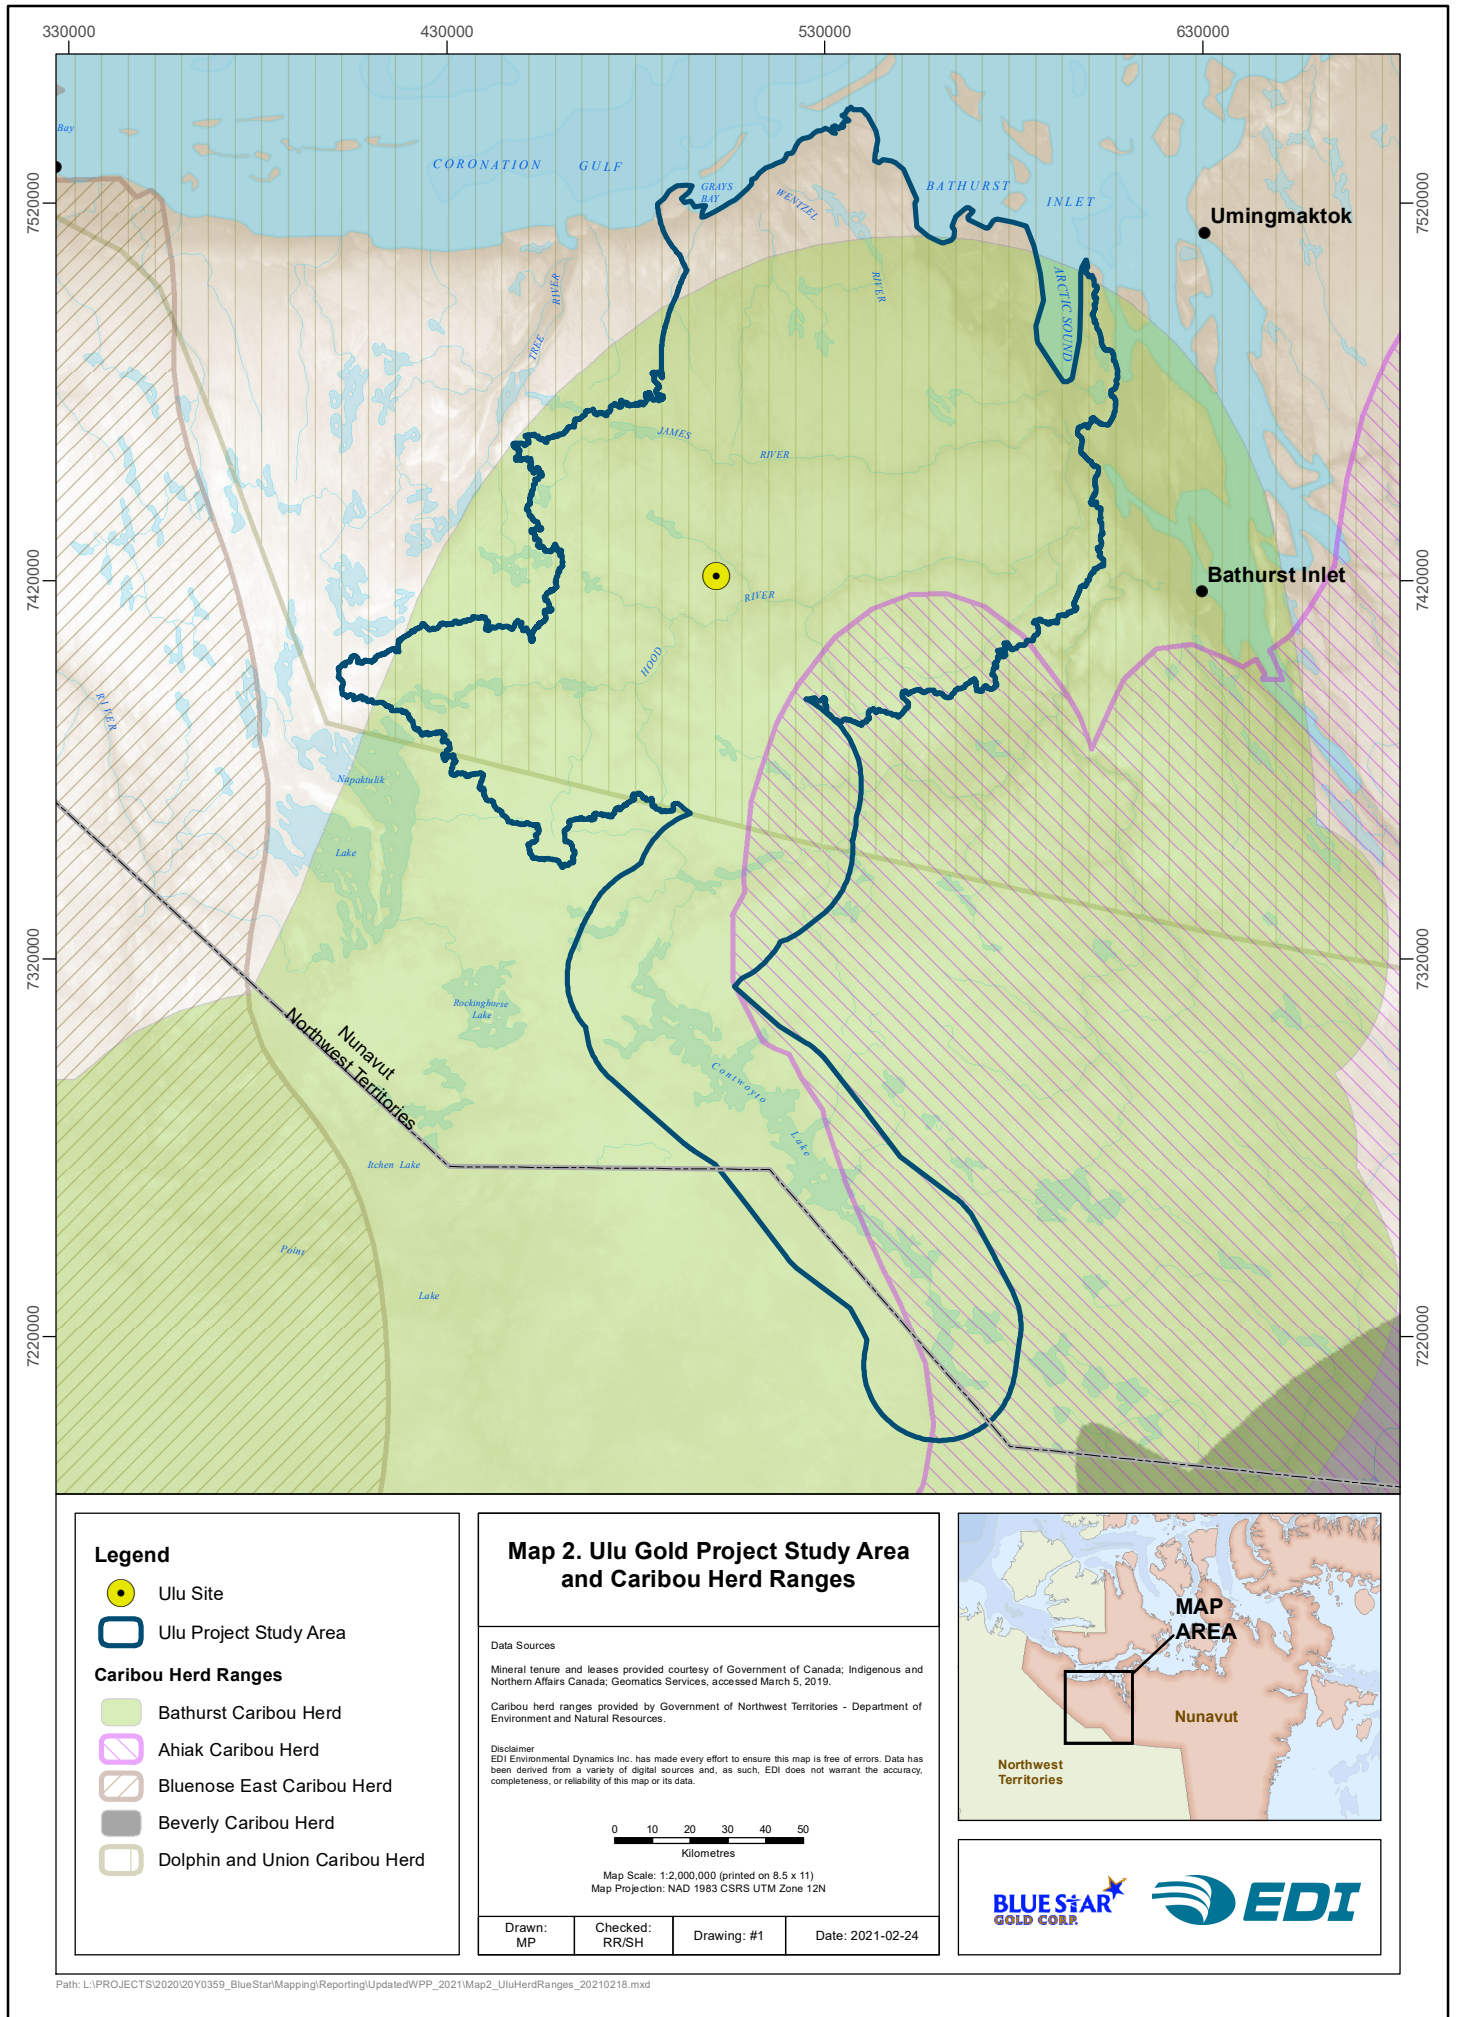 330000 430000 530000 630000
Bay
CORONATION GULF
GRAYS
BAY
WENTZEL
RIVER
BATHURST
INLET
7520000
7520000
Umingmaktok
TREE
RIVER
ARCTIC SOUND
JAMES
RIVER
7420000
7420000
Bathurst Inlet
HOOD
RIVER
RIVER
Napaktulik
Lake
7320000
7320000
Rockinghorse
Lake
Nunavut
Northwest Territories
Contwoyto
Lake
Itchen Lake
Point
Lake
7220000
7220000
Legend
Ulu Site
Ulu Project Study Area
Caribou Herd Ranges
Bathurst Caribou Herd
Ahiak Caribou Herd
Bluenose East Caribou Herd
Beverly Caribou Herd
Dolphin and Union Caribou Herd
Map 2. Ulu Gold Project Study Area
and Caribou Herd Ranges
Data Sources
Mineral tenure and leases provided courtesy of Government of Canada; Indigenous and
Northern Affairs Canada; Geomatics Services, accessed March 5, 2019.
Caribou herd ranges provided by Government of Northwest Territories - Department of
Environment and Natural Resources.
Disclaimer
EDI Environmental Dynamics Inc. has made every effort to ensure this map is free of errors. Data has
been derived from a variety of digital sources and, as such, EDI does not warrant the accuracy,
completeness, or reliability of this map or its data.
0 10 20 30 40 50
Kilometres
Map Scale: 1:2,000,000 (printed on 8.5 x 11)
Map Projection: NAD 1983 CSRS UTM Zone 12N
Drawn:
MP
Checked:
RR/SH
Drawing: #1
Date: 2021-02-24
MAP
AREA
Nunavut
Northwest
Territories
BLUE STAR
GOLD CORP.
EDI
Path: L:\PROJECTS\2020\20Y0359_BlueStar\Mapping\Reporting\UpdatedWPP_2021\Map2_UluHerdRanges_20210218.mxd